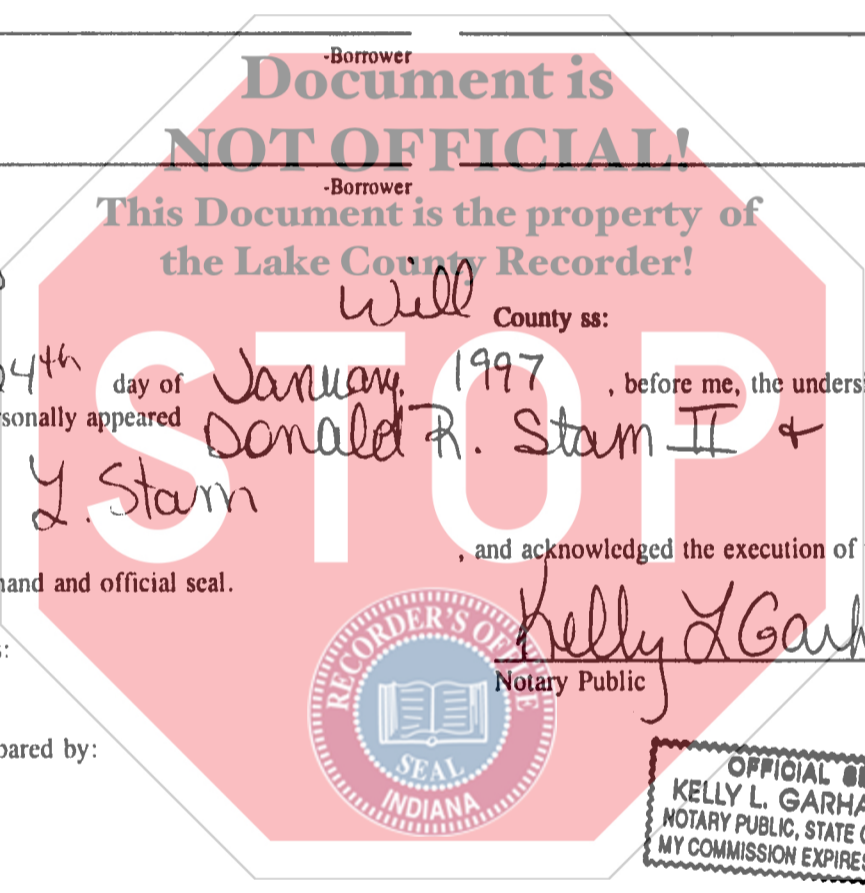 -Borrower
Document is
NOT OFFICIAL!
-Borrower
This Document is the property of
the Lake County Recorder!
Will County ss:
4th day of January, 1997 , before me, the undersi
sonally appeared Donald R. Stam II +
L. Stam
STOP
, and acknowledged the execution of
hand and official seal.
Kelly L Garh
Notary Public
s:
pared by:
RECORDER'S OFFICE
SEAL
INDIANA
OFFICIAL SE
KELLY L. GARHA
NOTARY PUBLIC, STATE O
MY COMMISSION EXPIRES